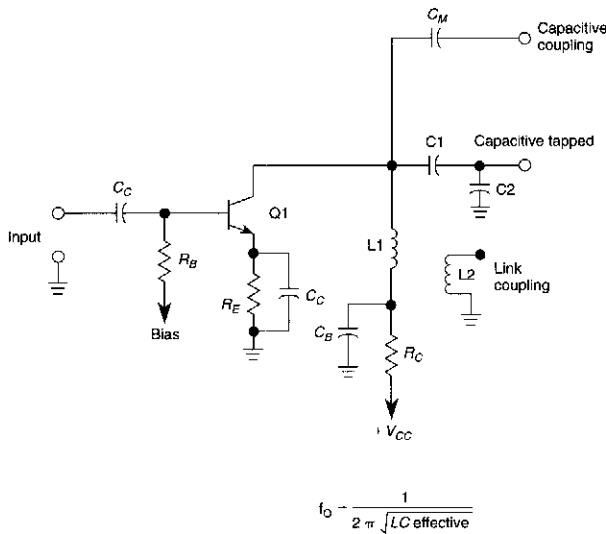 C_M
Capacitive
coupling
C1
Capacitive tapped
C_C
Q1
C2
Input
R_B
L1
L2
Link
coupling
R_E
C_C
Bias
C_B
R_C
+ V_CC
f_O = 1 / 2 π √LC effective